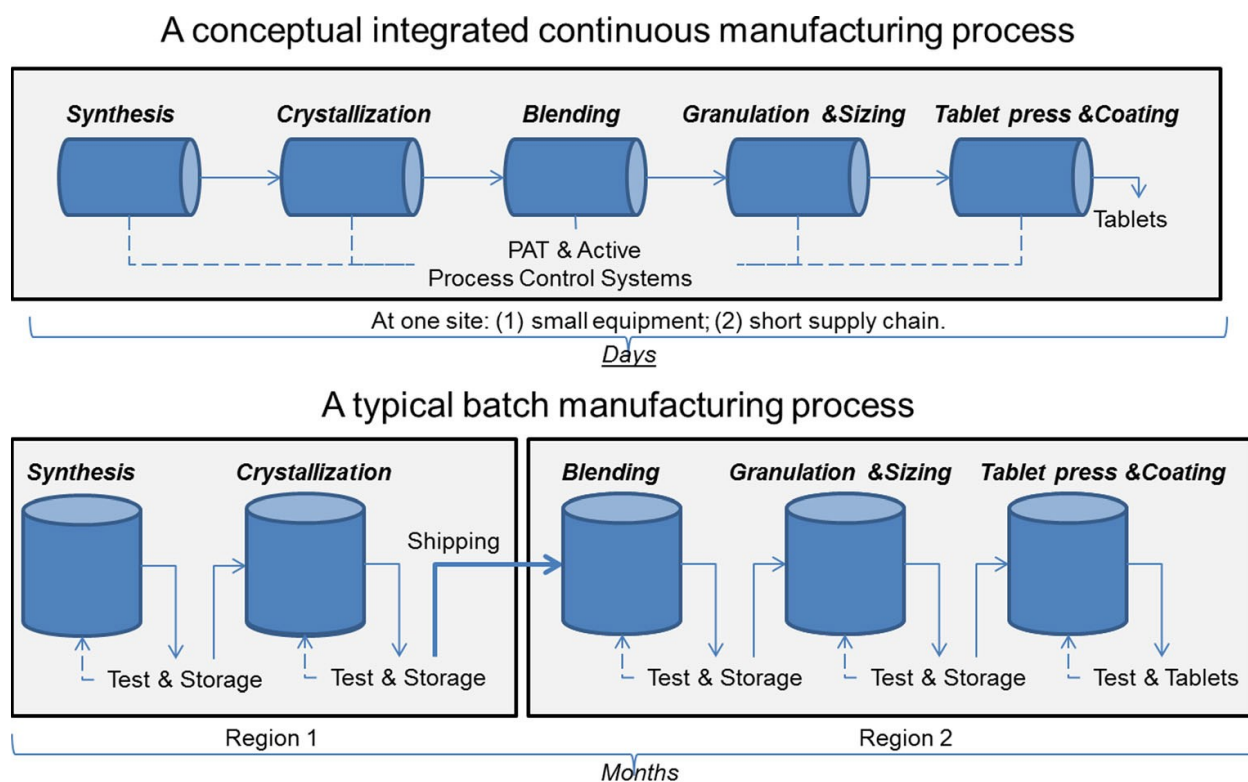 A conceptual integrated continuous manufacturing process
Synthesis
Crystallization
Blending
Granulation &Sizing
Tablet press &Coating
Tablets
PAT & Active
Process Control Systems
At one site: (1) small equipment; (2) short supply chain.
Days
A typical batch manufacturing process
Synthesis
Crystallization
Blending
Granulation &Sizing
Tablet press &Coating
Shipping
Test & Storage
Test & Storage
Test & Storage
Test & Storage
Test & Tablets
Region 1
Region 2
Months